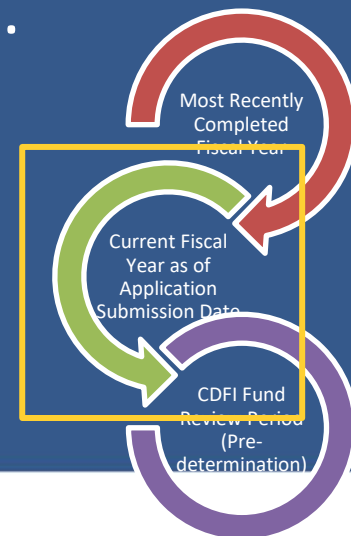 .
Most Recently
Completed
Fiscal Year
Current Fiscal
Year as of
Application
Submission Date
CDFI Fund
Review Period
(Pre-
determination)